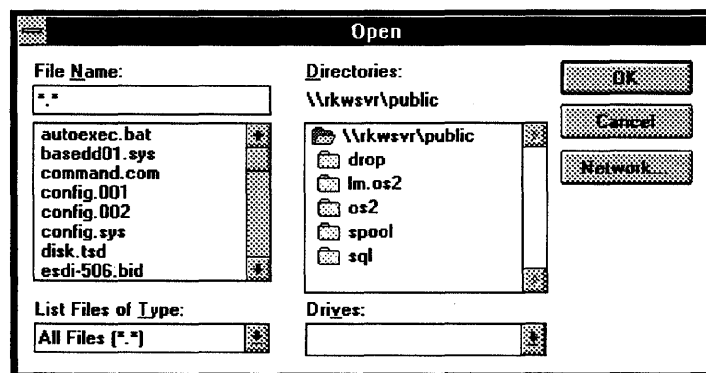 Open
File Name:
*.*
autoexec.bat
basedd01.sys
command.com
config.001
config.002
config.sys
disk.tsd
esdi-506.bid
List Files of Type:
All Files (*.*)
Directories:
\\rkwsvr\public
\\rkwsvr\public
drop
lm.os2
os2
spool
sql
Drives:
OK
Cancel
Network...